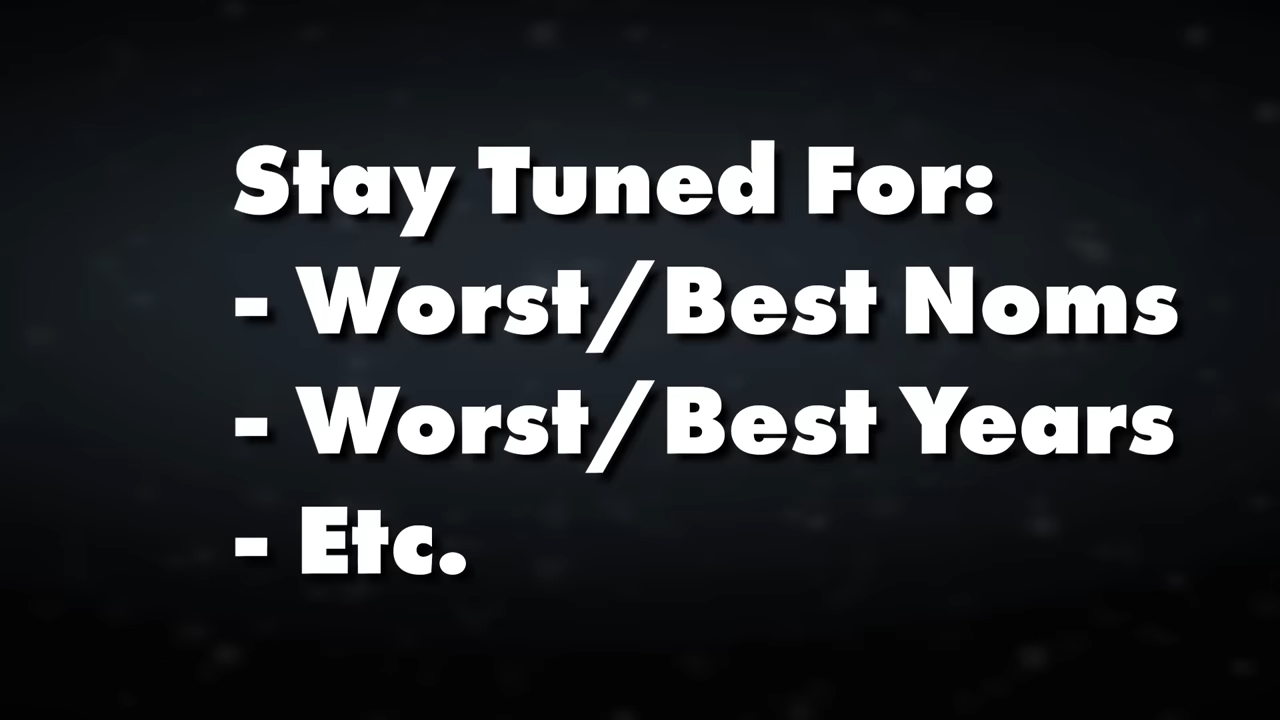 Stay Tuned For:
- Worst/Best Noms
- Worst/Best Years
- Etc.